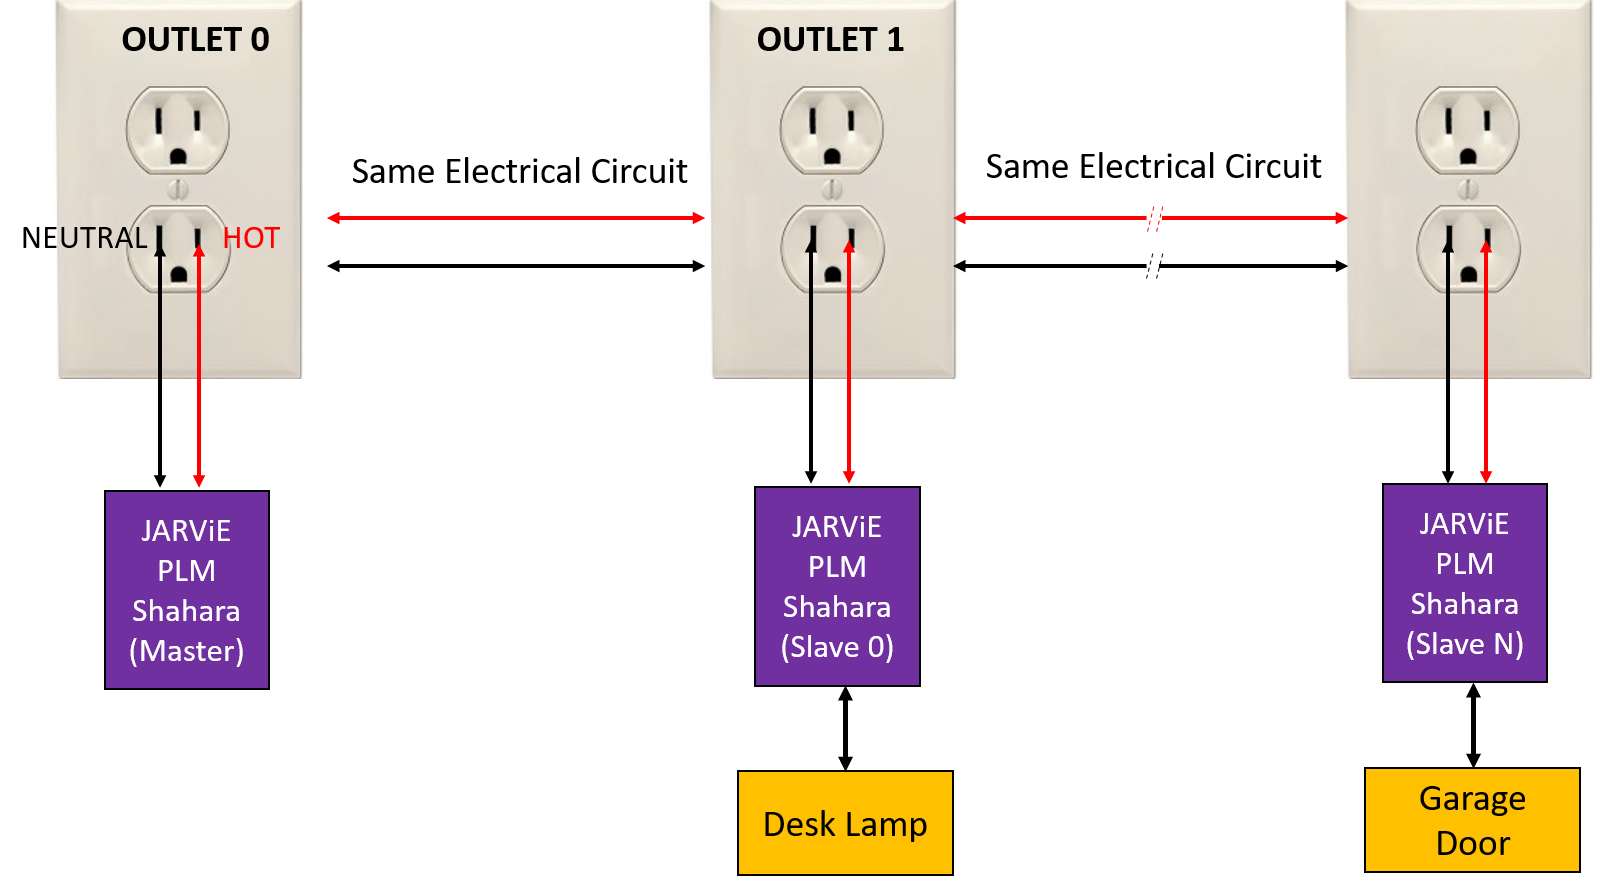 OUTLET 0
OUTLET 1
Same Electrical Circuit
Same Electrical Circuit
NEUTRAL
HOT
JARViE
PLM
Shahara
(Master)
JARViE
PLM
Shahara
(Slave 0)
JARViE
PLM
Shahara
(Slave N)
Desk Lamp
Garage
Door